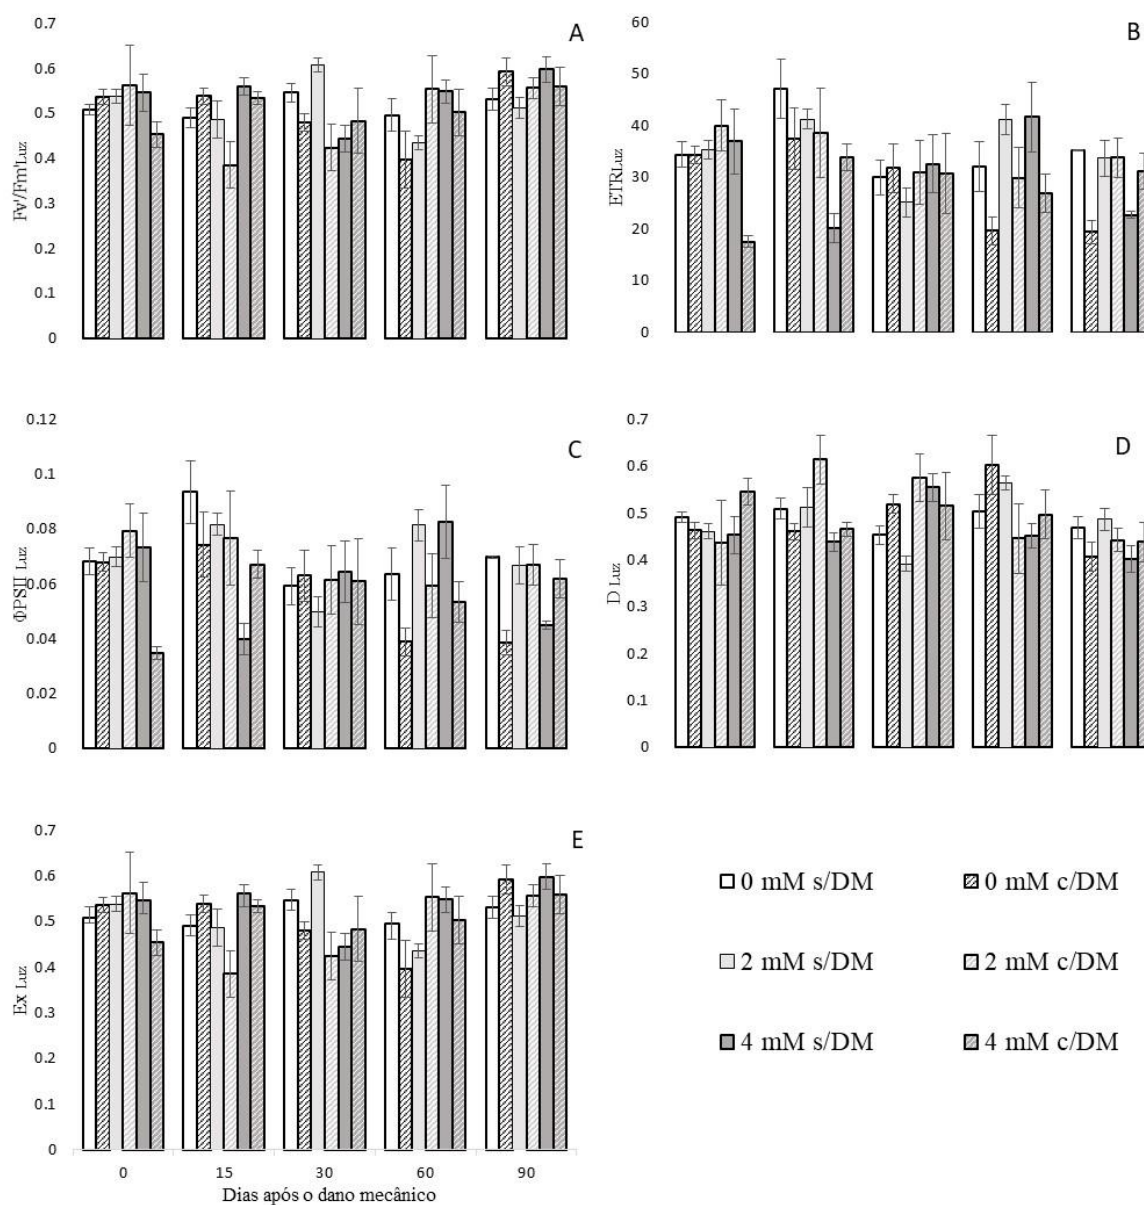 A
0.7
0.6
0.5
0.4
0.3
0.2
0.1
0
Fv'/Fm'Luz
B
60
50
40
30
20
10
0
ETRLuz
C
0.12
0.1
0.08
0.06
0.04
0.02
0
ΦPSII Luz
D
0.7
0.6
0.5
0.4
0.3
0.2
0.1
0
D Luz
E
0.7
0.6
0.5
0.4
0.3
0.2
0.1
0
Ex Luz
0 15 30 60 90
Dias após o dano mecânico
0 mM s/DM 0 mM c/DM
2 mM s/DM 2 mM c/DM
4 mM s/DM 4 mM c/DM